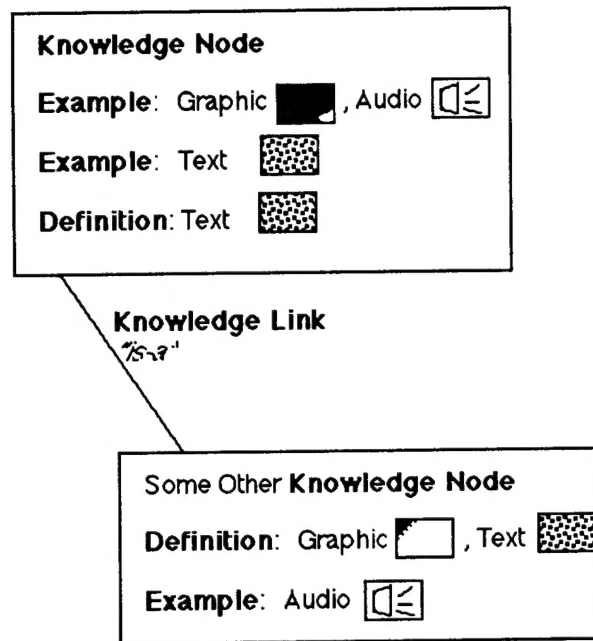 Knowledge Node
Example: Graphic , Audio
Example: Text
Definition: Text
Knowledge Link
"is-a"
Some Other Knowledge Node
Definition: Graphic , Text
Example: Audio